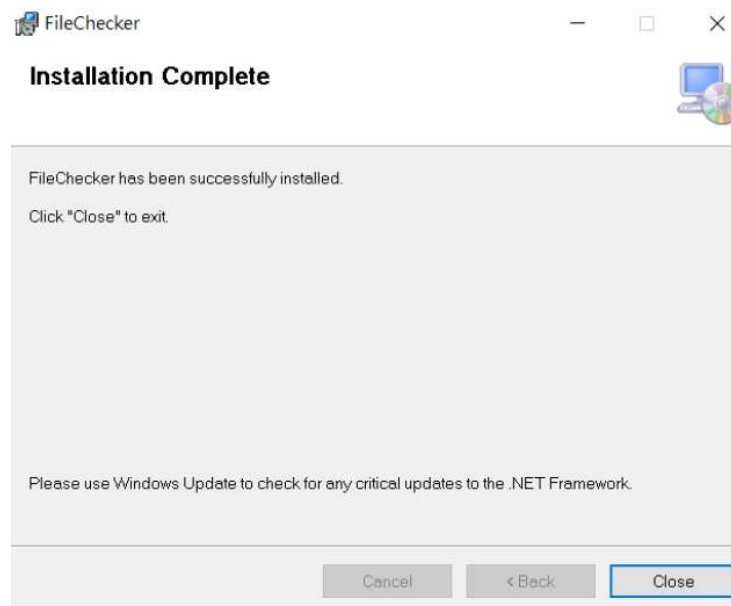 FileChecker
Installation Complete
FileChecker has been successfully installed.
Click "Close" to exit.
Please use Windows Update to check for any critical updates to the .NET Framework.
Cancel
< Back
Close